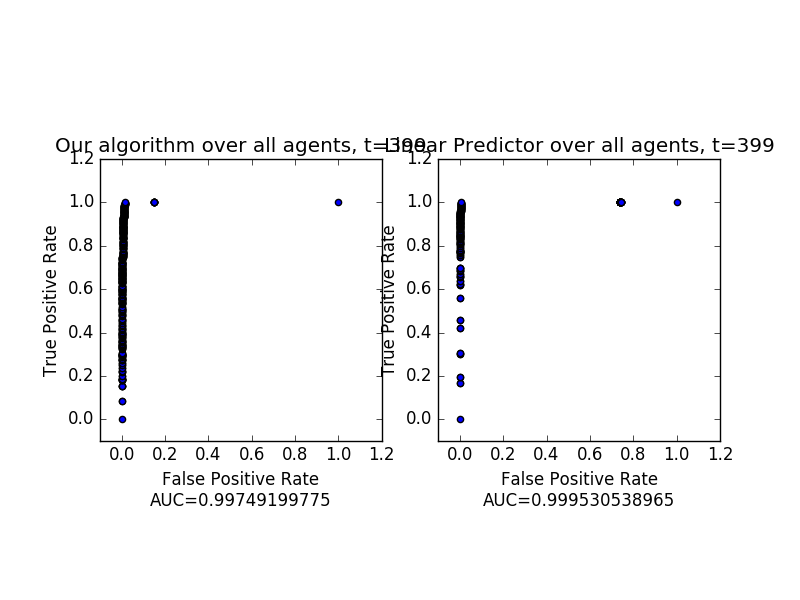 Our algorithm over all agents, t=399
Linear Predictor over all agents, t=399
True Positive Rate
1.2
1.0
0.8
0.6
0.4
0.2
0.0
0.0 0.2 0.4 0.6 0.8 1.0 1.2
False Positive Rate
AUC=0.99749199775
True Positive Rate
1.2
1.0
0.8
0.6
0.4
0.2
0.0
0.0 0.2 0.4 0.6 0.8 1.0 1.2
False Positive Rate
AUC=0.999530538965